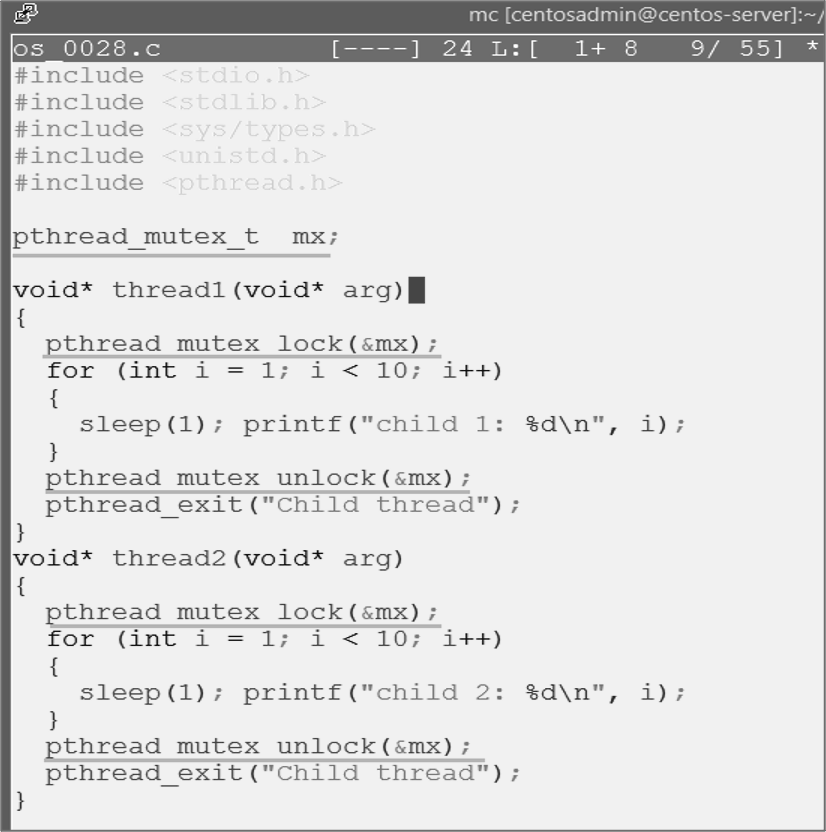 mc [centosadmin@centos-server]:~/
os_0028.c [----] 24 L:[ 1+ 8 9/ 55] *
#include <stdio.h>
#include <stdlib.h>
#include <sys/types.h>
#include <unistd.h>
#include <pthread.h>
pthread_mutex_t mx;
void* thread1(void* arg)
{
pthread_mutex_lock(&mx);
for (int i = 1; i < 10; i++)
{
sleep(1); printf("child 1: %d\n", i);
}
pthread_mutex_unlock(&mx);
pthread_exit("Child thread");
}
void* thread2(void* arg)
{
pthread_mutex_lock(&mx);
for (int i = 1; i < 10; i++)
{
sleep(1); printf("child 2: %d\n", i);
}
pthread_mutex_unlock(&mx);
pthread_exit("Child thread");
}